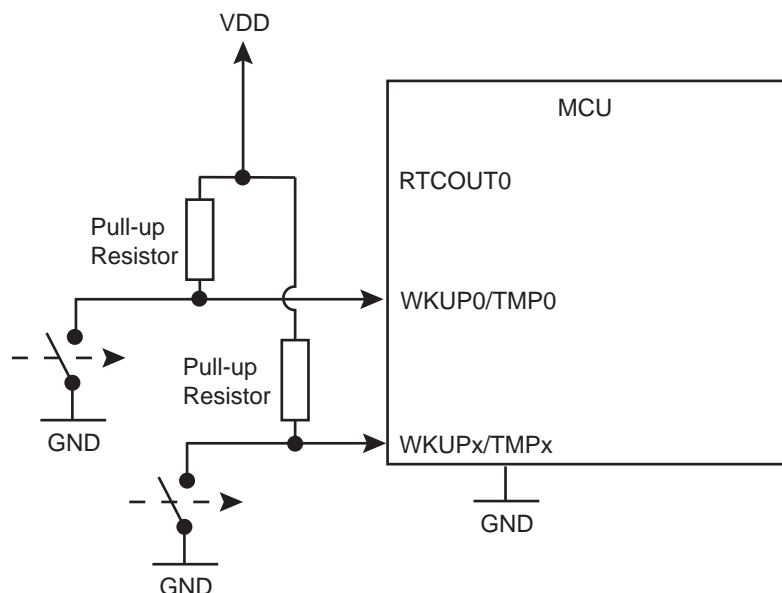 VDD
MCU
RTCOUT0
Pull-up
Resistor
WKUP0/TMP0
Pull-up
Resistor
GND
WKUPx/TMPx
GND
GND